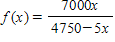 f(x) = 7000x / 4750−5x